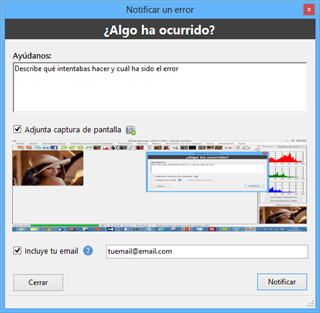 Notificar un error
¿Algo ha ocurrido?
Ayúdanos:
Describe qué intentabas hacer y cuál ha sido el error
Adjunta captura de pantalla
¿Algo ha ocurrido?
Incluye tu email
tuemail@email.com
Cerrar
Notificar